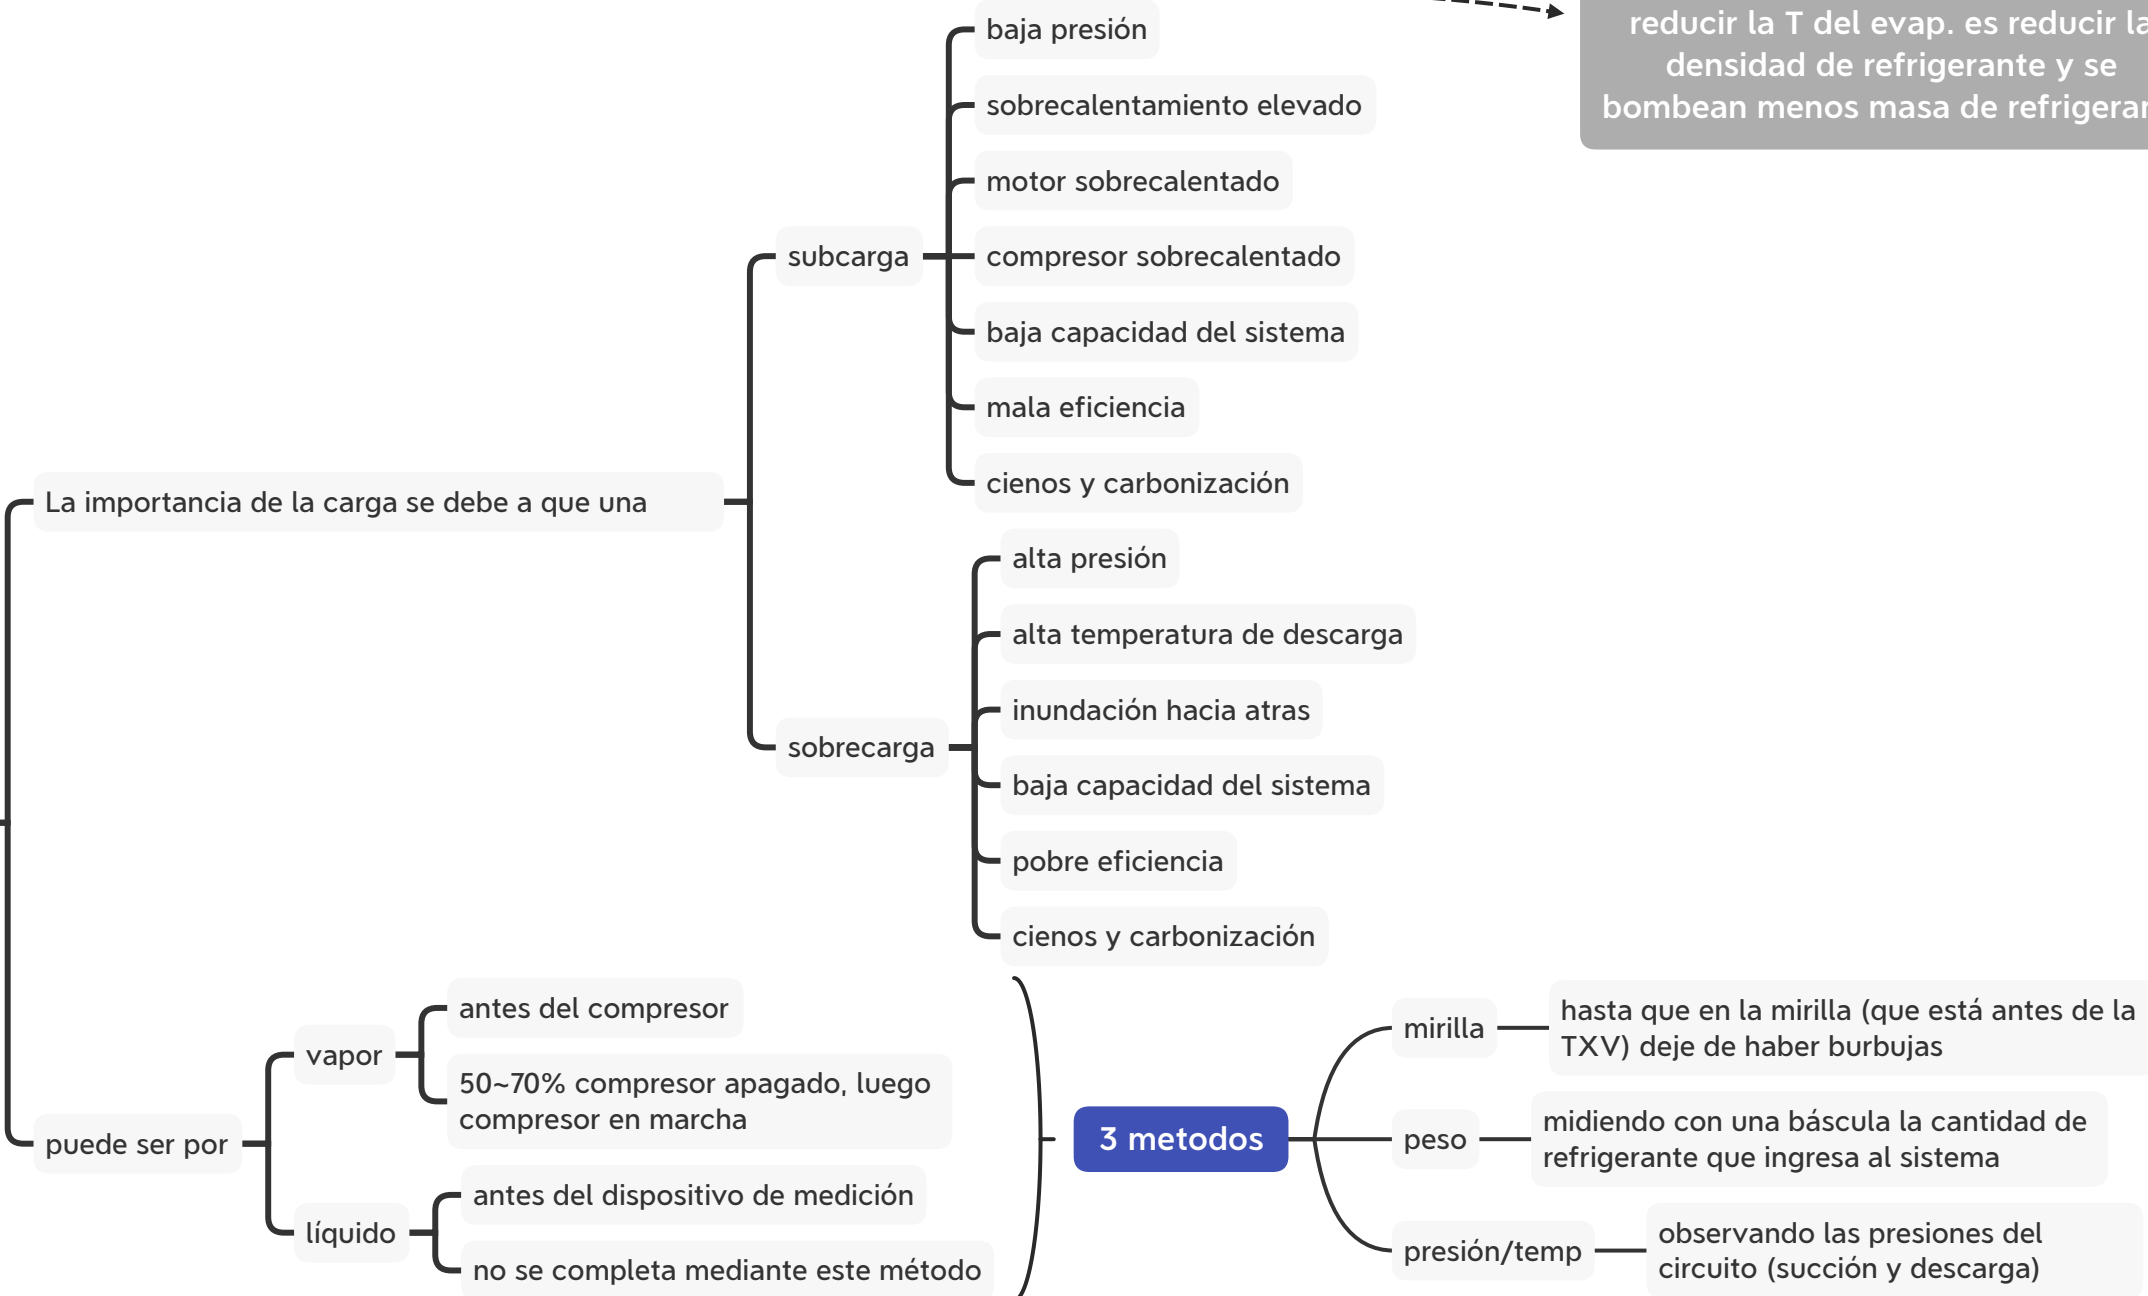 reducir la T del evap. es reducir la
densidad de refrigerante y se
bombean menos masa de
baja presión
sobrecalentamiento elevado
motor sobrecalentado
subcarga
compresor sobrecalentado
baja capacidad del sistema
mala eficiencia
cienos y carbonización
La importancia de la carga se debe a que una
alta presión
alta temperatura de descarga
inundación hacia atras
sobrecarga
baja capacidad del sistema
pobre eficiencia
cienos y carbonización
puede ser por
vapor
antes del compresor
50~70% compresor apagado, luego
compresor en marcha
líquido
antes del dispositivo de medición
no se completa mediante este método
3 metodos
mirilla
hasta que en la mirilla (que está antes de la
TXV) deje de haber burbujas
peso
midiendo con una báscula la cantidad de
refrigerante que ingresa al sistema
presión/temp
observando las presiones del
circuito (succión y descarga)